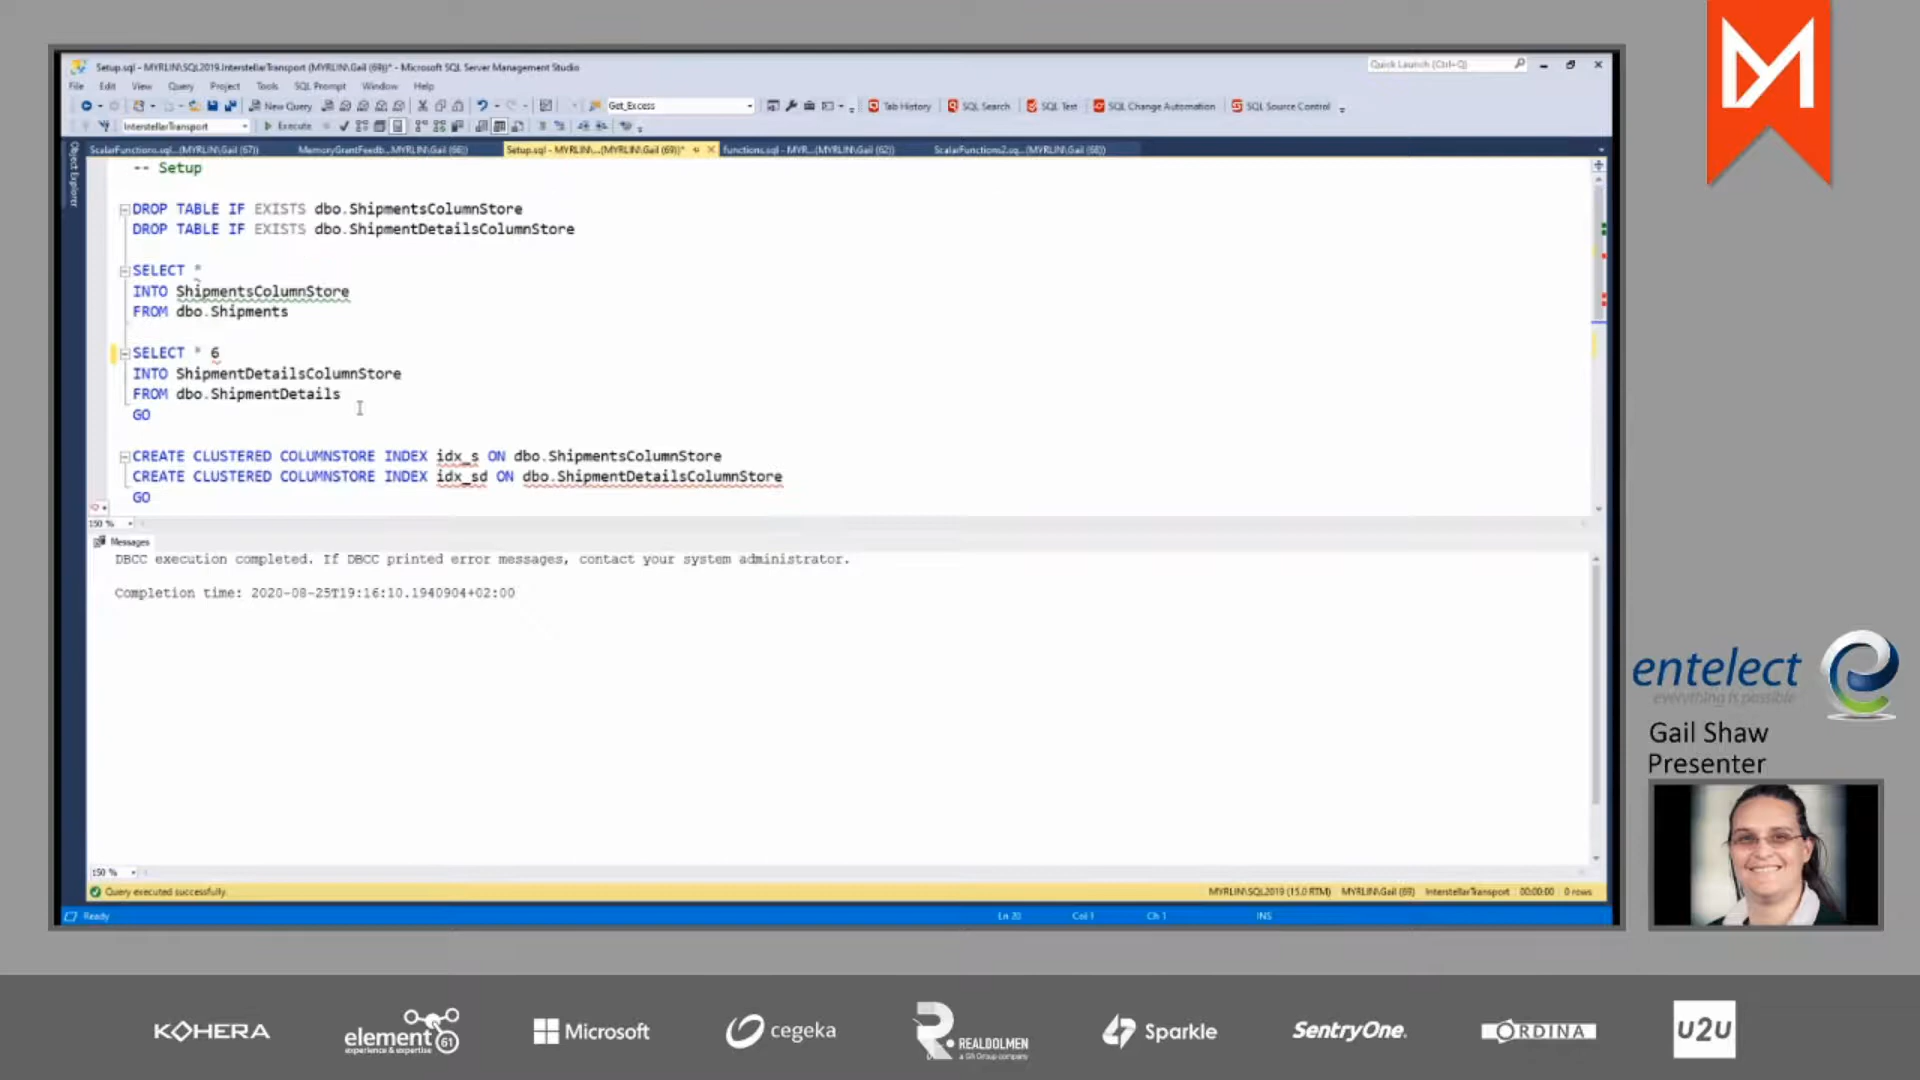 Setup.sql - MYRLIN\SQL2019.InterstellarTransport (MYRLIN\Gail (69))* - Microsoft SQL Server Management Studio
Quick Launch (Ctrl+Q)
File Edit View Query Project Tools SQL Prompt Window Help
New Query
Get_Excess
Tab History SQL Search SQL Test SQL Change Automation SQL Source Control
InterstellarTransport
Execute
ScalarFunctions.sql...(MYRLIN\Gail (67)) MemoryGrantFeedb...MYRLIN\Gail (66)) Setup.sql - MYRLIN\...(MYRLIN\Gail (69))* functions.sql - MYR...(MYRLIN\Gail (62)) ScalarFunctions2.sq...(MYRLIN\Gail (68))
Object Explorer
-- Setup
DROP TABLE IF EXISTS dbo.ShipmentsColumnStore
DROP TABLE IF EXISTS dbo.ShipmentDetailsColumnStore
SELECT *
INTO ShipmentsColumnStore
FROM dbo.Shipments
SELECT * 6
INTO ShipmentDetailsColumnStore
FROM dbo.ShipmentDetails
GO
CREATE CLUSTERED COLUMNSTORE INDEX idx_s ON dbo.ShipmentsColumnStore
CREATE CLUSTERED COLUMNSTORE INDEX idx_sd ON dbo.ShipmentDetailsColumnStore
GO
150 %
Messages
DBCC execution completed. If DBCC printed error messages, contact your system administrator.
Completion time: 2020-08-25T19:16:10.1940904+02:00
150 %
Query executed successfully.
MYRLIN\SQL2019 (15.0 RTM) MYRLIN\Gail (69) InterstellarTransport 00:00:00 0 rows
Ready
Ln 20 Col 1 Ch 1 INS
entelect
everything is possible
Gail Shaw
Presenter
KOHERA
element 61
experience & expertise
Microsoft
cegeka
REALDOLMEN
a Gfi Group company
Sparkle
SentryOne.
ORDINA
U2U